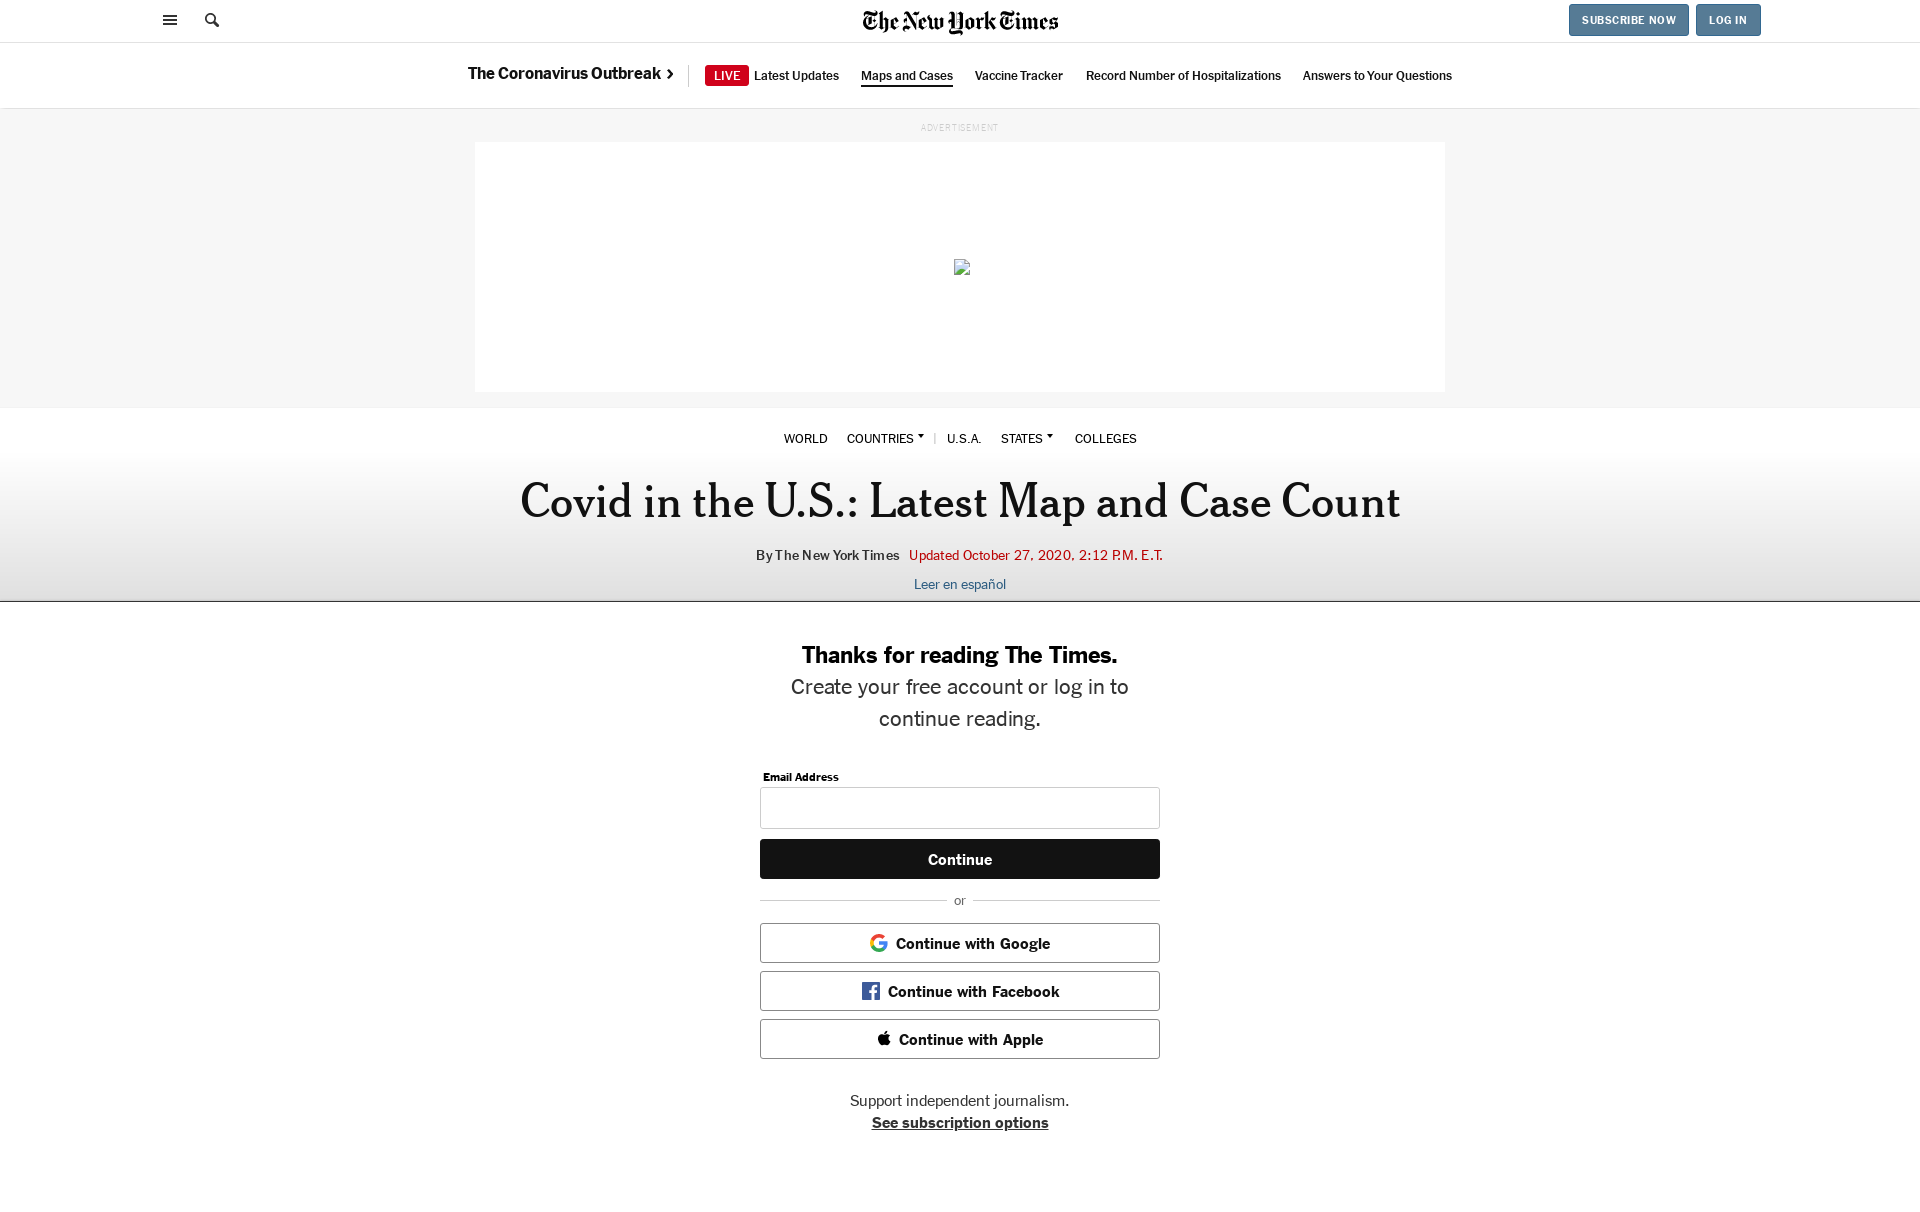 The New York Times
SUBSCRIBE NOW
LOG IN
The Coronavirus Outbreak
LIVE Latest Updates
Maps and Cases
Vaccine Tracker
Record Number of Hospitalizations
Answers to Your Questions
ADVERTISEMENT
WORLD COUNTRIES | U.S.A. STATES COLLEGES
Covid in the U.S.: Latest Map and Case Count
By The New York Times Updated October 27, 2020, 2:12 P.M. E.T.
Leer en español
Thanks for reading The Times.
Create your free account or log in to
continue reading.
Email Address
Continue
or
Continue with Google
Continue with Facebook
Continue with Apple
Support independent journalism.
See subscription options